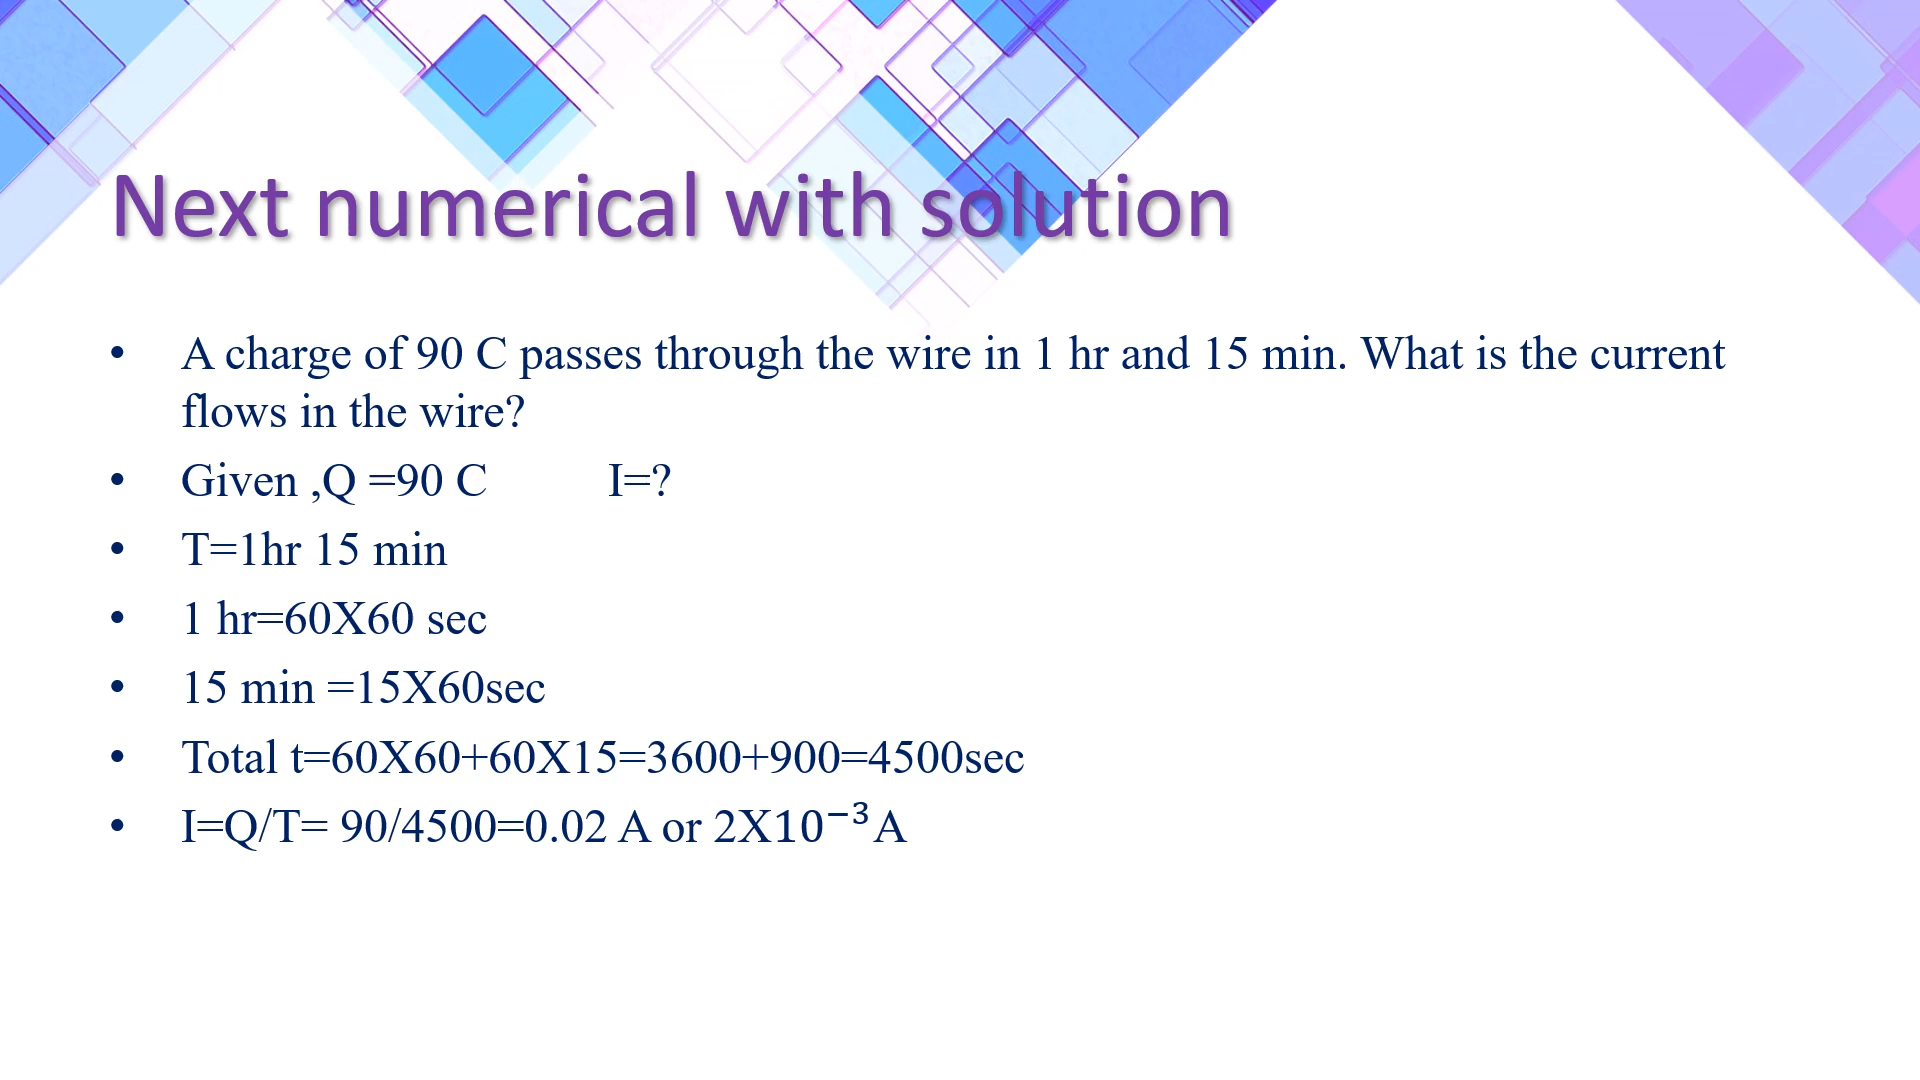 Next numerical with solution
• A charge of 90 C passes through the wire in 1 hr and 15 min. What is the current
flows in the wire?
• Given ,Q =90 C I=?
• T=1hr 15 min
• 1 hr=60X60 sec
• 15 min =15X60sec
• Total t=60X60+60X15=3600+900=4500sec
• I=Q/T= 90/4500=0.02 A or 2X10⁻³A